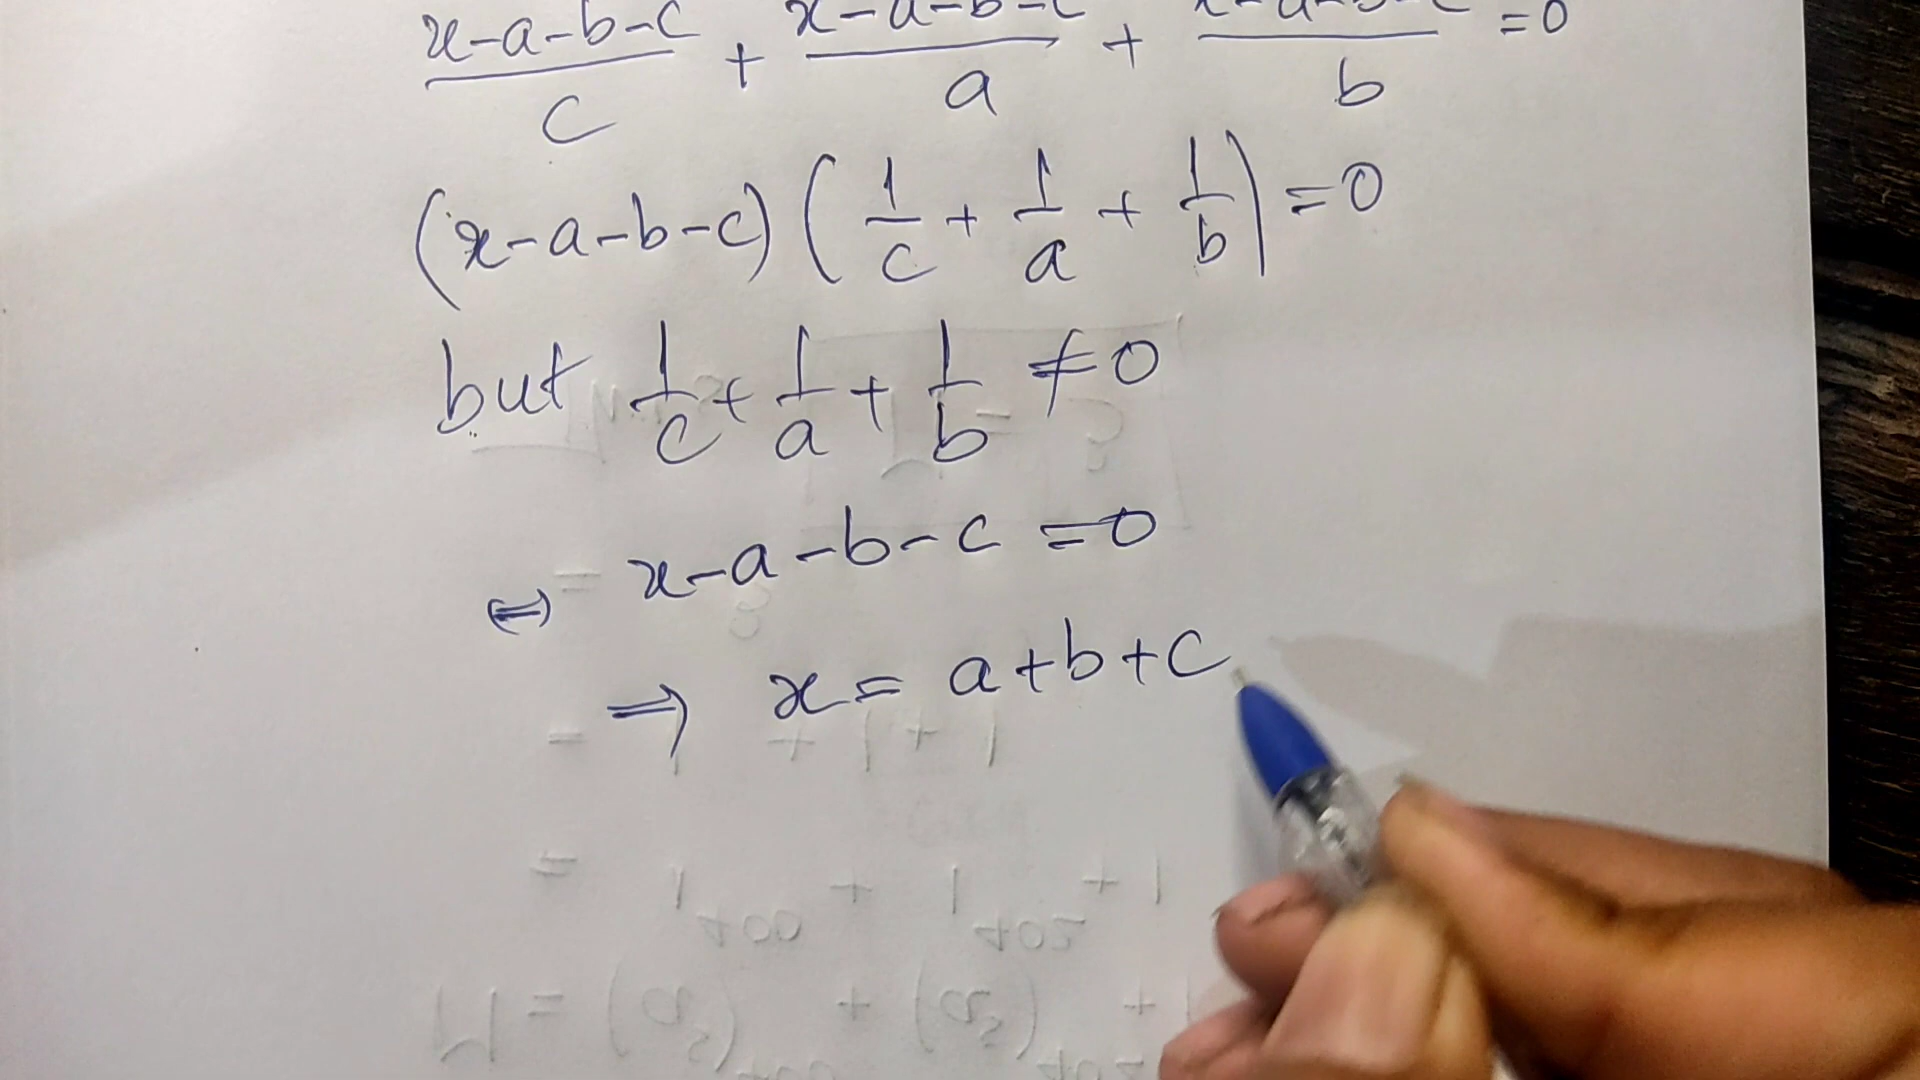 (x-a-b-c)/c + (x-a-b-c)/a + (x-a-b-c)/b =0
(x-a-b-c) (1/c + 1/a + 1/b) =0
but 1/c + 1/a + 1/b ≠0
⇔ x-a-b-c =0
⇒ x= a+b+c